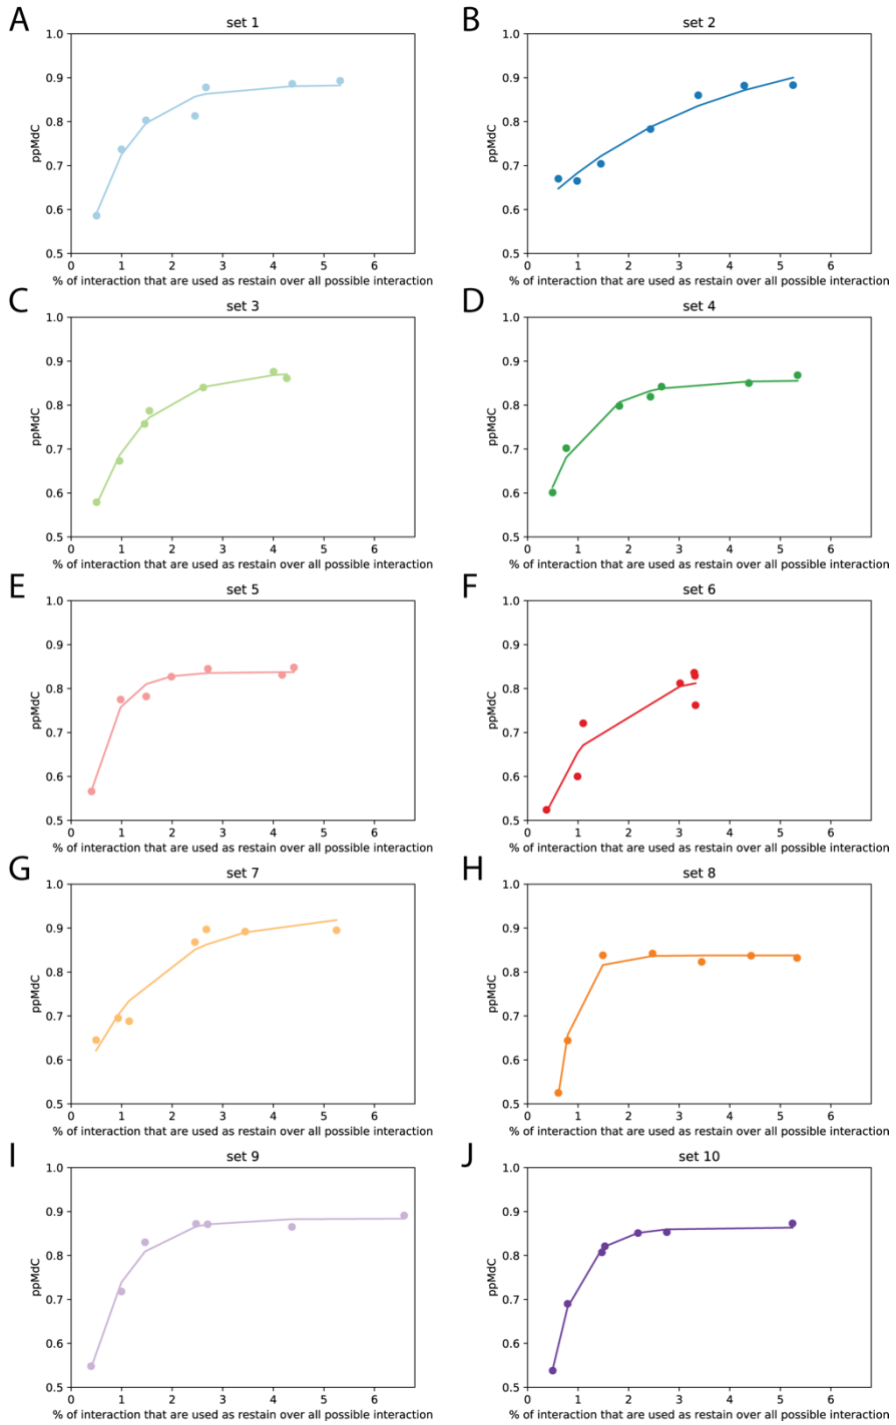 A
set 1
1.0
0.9
0.8
0.7
0.6
0.5
ppMdC
0 1 2 3 4 5 6
% of interaction that are used as restain over all possible interaction
B
set 2
1.0
0.9
0.8
0.7
0.6
0.5
ppMdC
0 1 2 3 4 5 6
% of interaction that are used as restain over all possible interaction
C
set 3
1.0
0.9
0.8
0.7
0.6
0.5
ppMdC
0 1 2 3 4 5 6
% of interaction that are used as restain over all possible interaction
D
set 4
1.0
0.9
0.8
0.7
0.6
0.5
ppMdC
0 1 2 3 4 5 6
% of interaction that are used as restain over all possible interaction
E
set 5
1.0
0.9
0.8
0.7
0.6
0.5
ppMdC
0 1 2 3 4 5 6
% of interaction that are used as restain over all possible interaction
F
set 6
1.0
0.9
0.8
0.7
0.6
0.5
ppMdC
0 1 2 3 4 5 6
% of interaction that are used as restain over all possible interaction
G
set 7
1.0
0.9
0.8
0.7
0.6
0.5
ppMdC
0 1 2 3 4 5 6
% of interaction that are used as restain over all possible interaction
H
set 8
1.0
0.9
0.8
0.7
0.6
0.5
ppMdC
0 1 2 3 4 5 6
% of interaction that are used as restain over all possible interaction
I
set 9
1.0
0.9
0.8
0.7
0.6
0.5
ppMdC
0 1 2 3 4 5 6
% of interaction that are used as restain over all possible interaction
J
set 10
1.0
0.9
0.8
0.7
0.6
0.5
ppMdC
0 1 2 3 4 5 6
% of interaction that are used as restain over all possible interaction